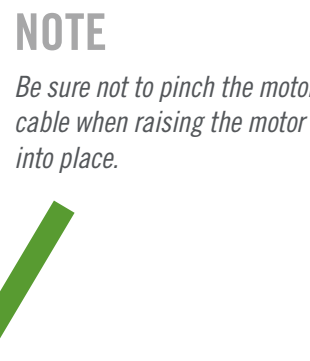 NOTE
Be sure not to pinch the motor
cable when raising the motor
into place.